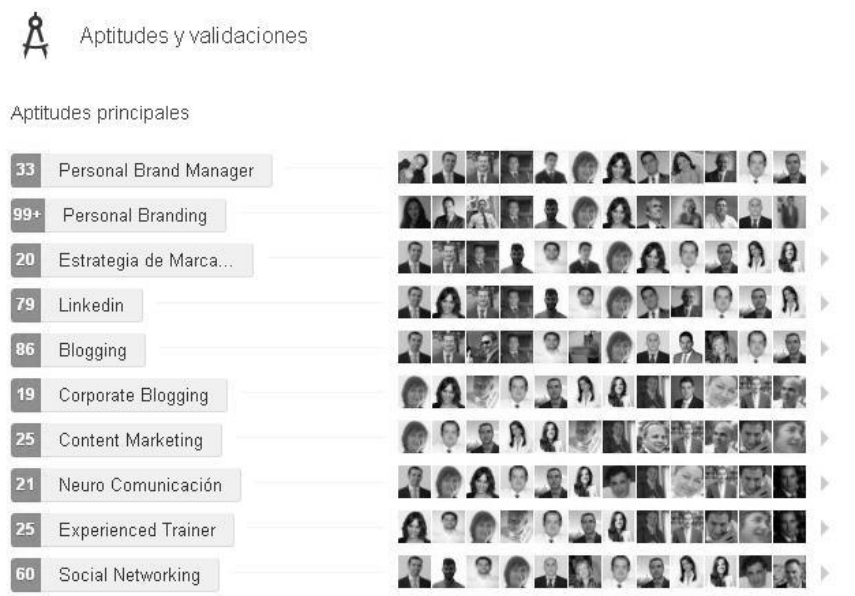 Aptitudes y validaciones
Aptitudes principales
33 Personal Brand Manager
99+ Personal Branding
20 Estrategia de Marca...
79 Linkedin
86 Blogging
19 Corporate Blogging
25 Content Marketing
21 Neuro Comunicación
25 Experienced Trainer
60 Social Networking